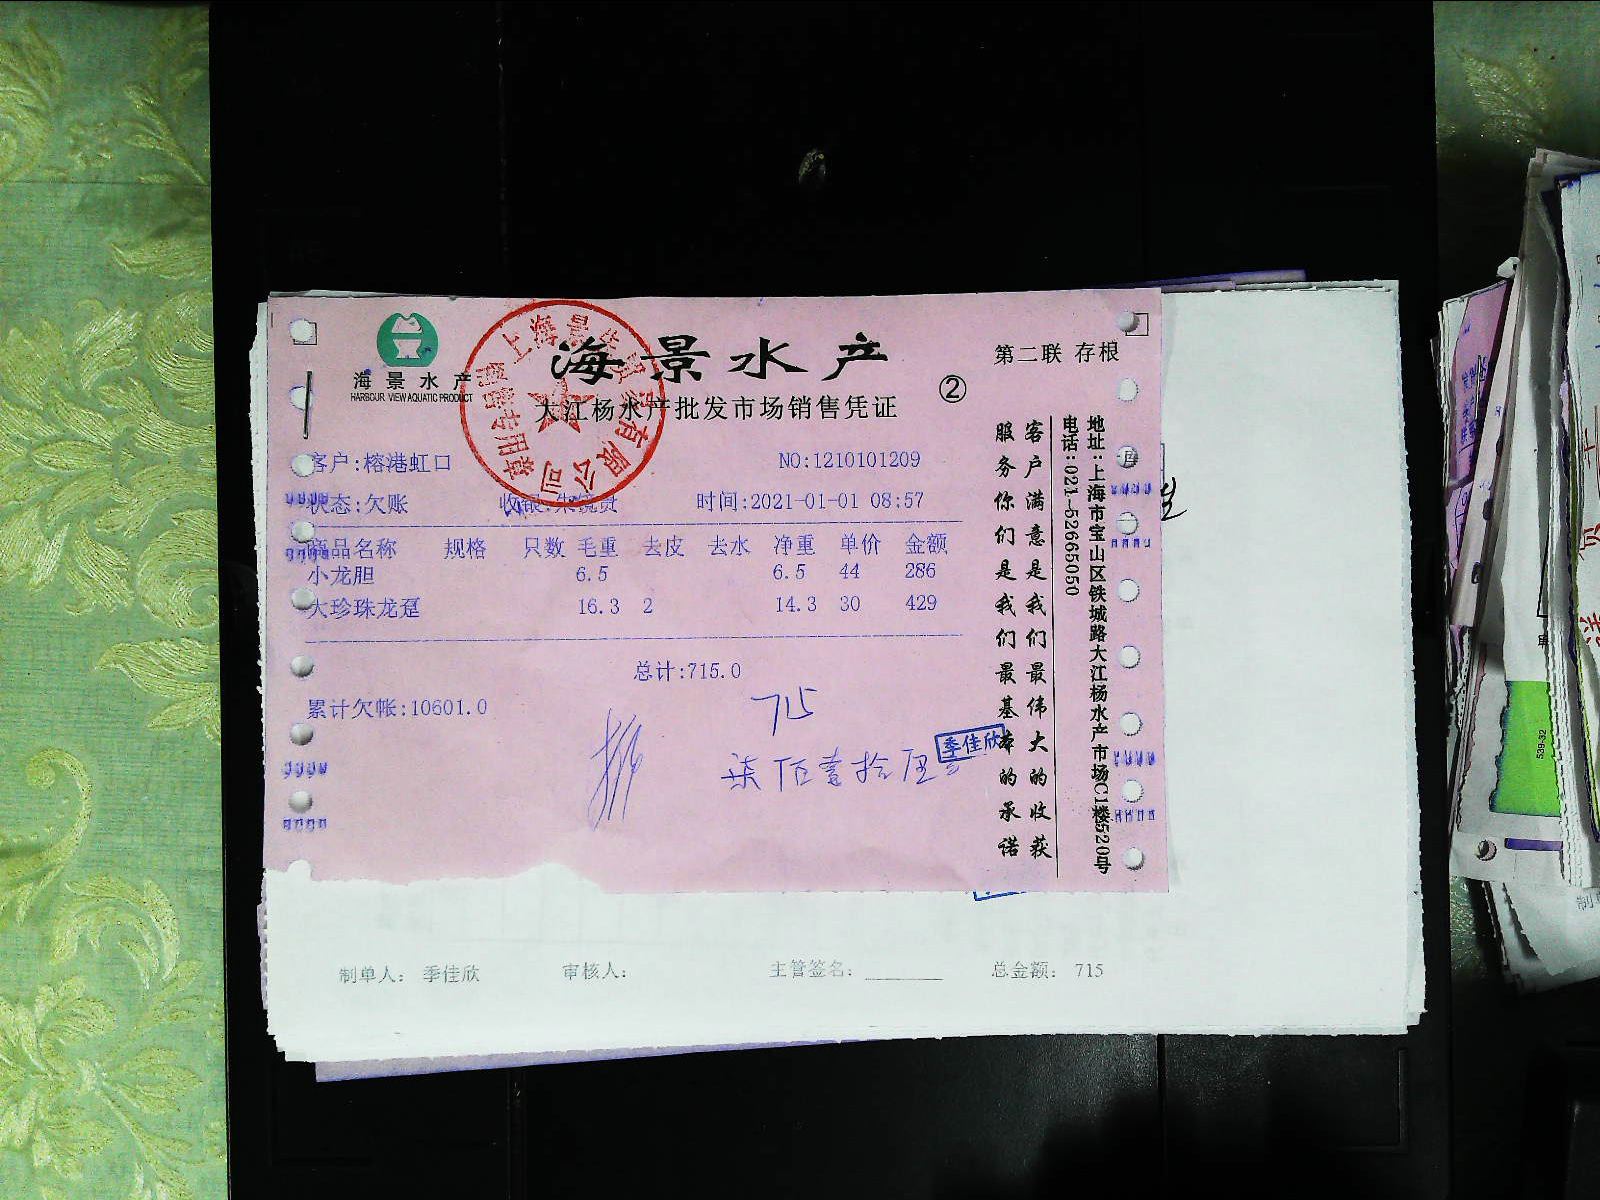 海景水产
HARBOUR VIEW AQUATIC PRODUCT
海景水产
第二联 存根
大江杨水产批发市场销售凭证
②
客户:榕港虹口
NO:1210101209
状态:欠账
收银:
时间:2021-01-01 08:57
商品名称 规格 只数 毛重 去皮 去水 净重 单价 金额
小龙胆 6.5 6.5 44 286
大珍珠龙趸 16.3 2 14.3 30 429
总计:715.0
累计欠帐:10601.0
715
柒佰壹拾伍
季佳欣
客户满意是我们最伟大的收获
服务你们是我们最基本的承诺
地址:上海市宝山区铁城路大江杨水产市场C1楼520号
电话:021-52665050
制单人: 季佳欣 审核人: 主管签名: 总金额: 715
539-32